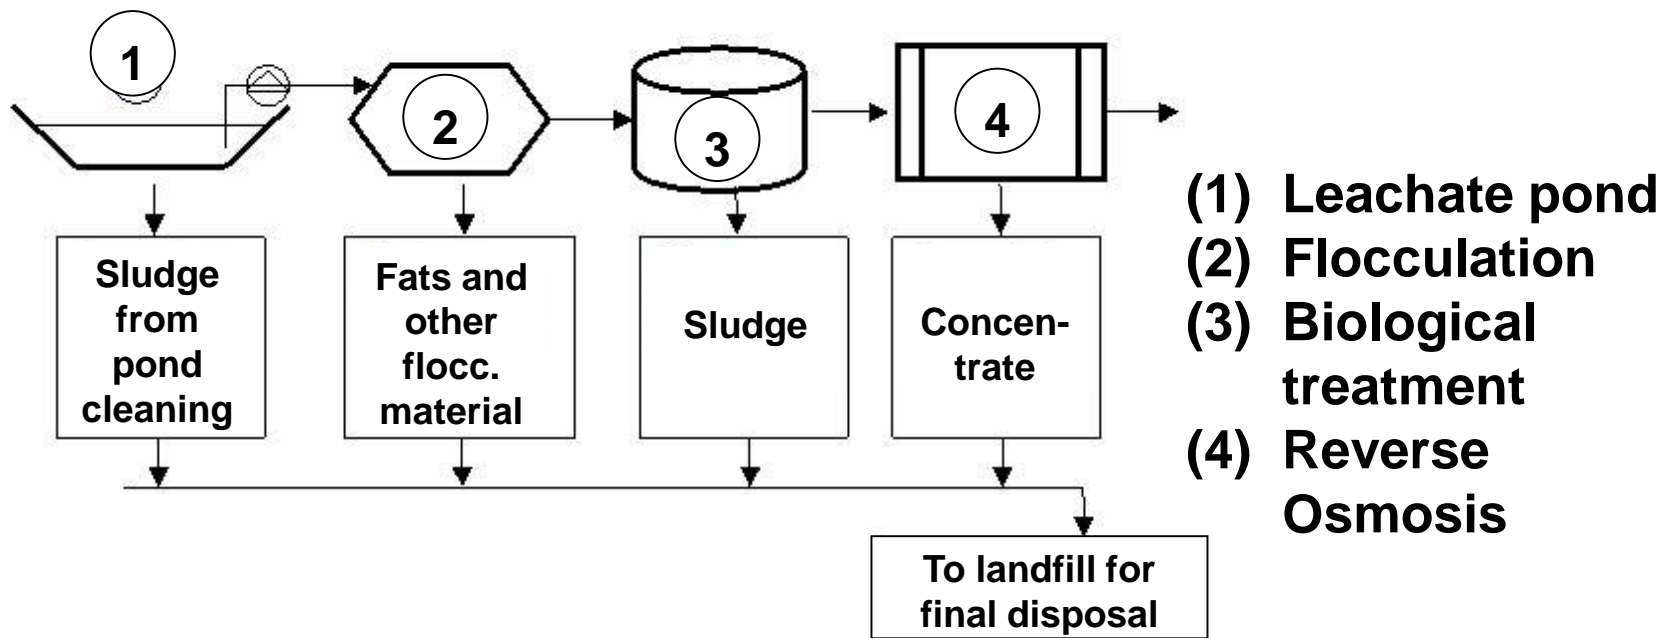 1
2
3
4
Sludge
from
pond
cleaning
Fats and
other
flocc.
material
Sludge
Concen-
trate
To landfill for
final disposal
(1) Leachate pond
(2) Flocculation
(3) Biological
treatment
(4) Reverse
Osmosis